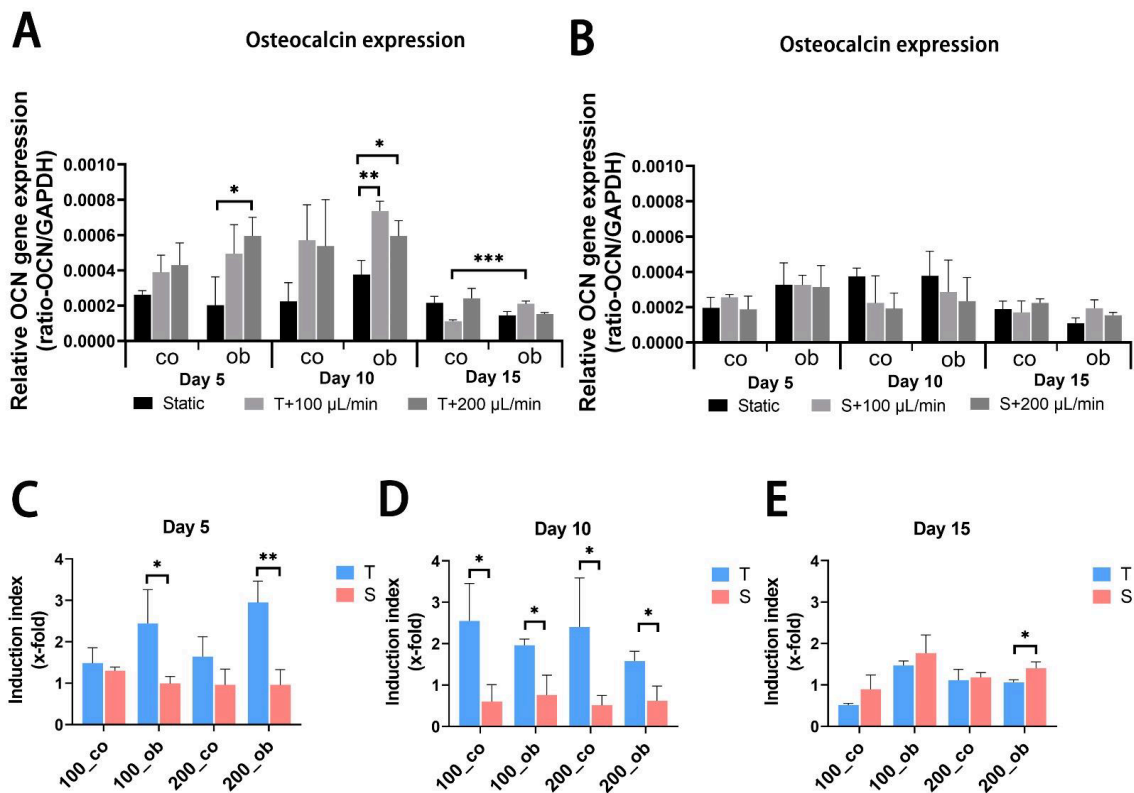 A
Osteocalcin expression
Relative OCN gene expression
(ratio-OCN/GAPDH)
0.0010
0.0008
0.0006
0.0004
0.0002
0.0000
*
*
**
***
co
ob
co
ob
co
ob
Day 5
Day 10
Day 15
Static
T+100 µL/min
T+200 µL/min
B
Osteocalcin expression
Relative OCN gene expression
(ratio-OCN/GAPDH)
0.0010
0.0008
0.0006
0.0004
0.0002
0.0000
co
ob
co
ob
co
ob
Day 5
Day 10
Day 15
Static
S+100 µL/min
S+200 µL/min
C
Day 5
Induction index
(x-fold)
4
3
2
1
0
*
**
T
S
100_co
100_ob
200_co
200_ob
D
Day 10
Induction index
(x-fold)
4
3
2
1
0
*
*
*
*
T
S
100_co
100_ob
200_co
200_ob
E
Day 15
Induction index
(x-fold)
4
3
2
1
0
*
T
S
100_co
100_ob
200_co
200_ob